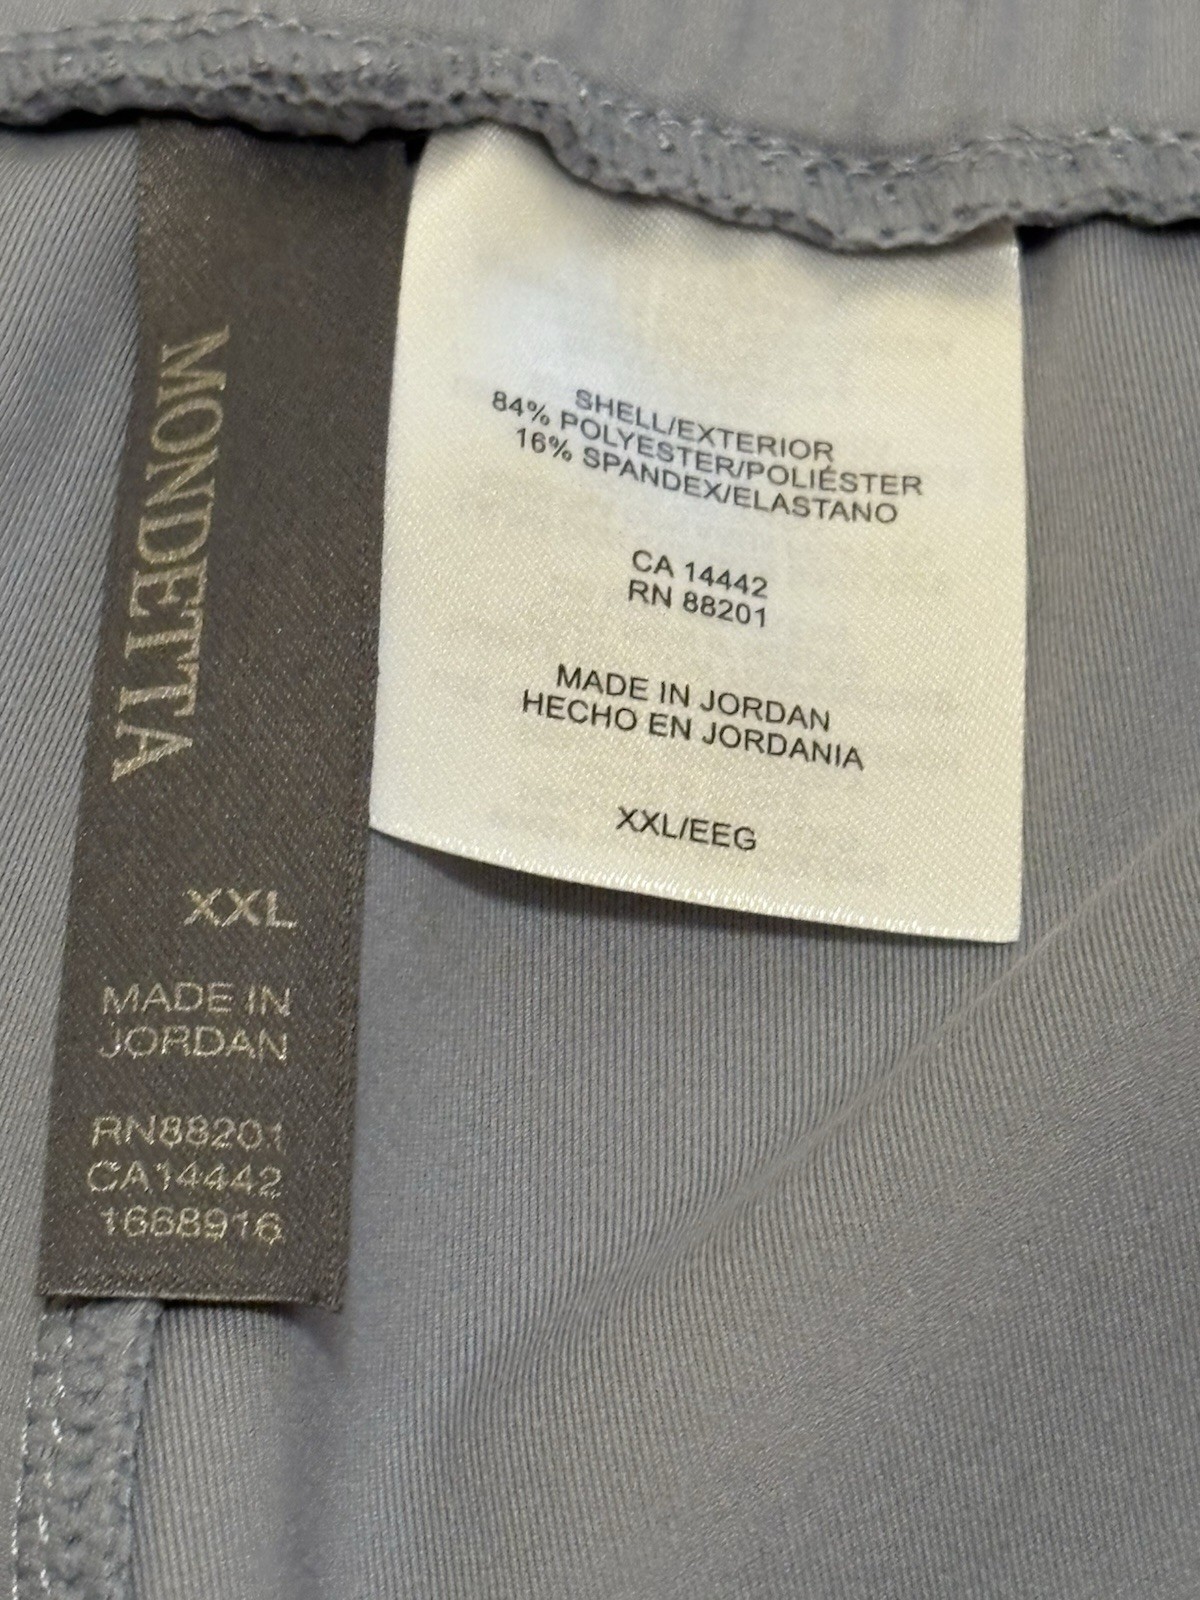 MONDETTA
XXL
MADE IN
JORDAN
RN88201
CA14442
1668916
SHELL/EXTERIOR
84% POLYESTER/POLIÉSTER
16% SPANDEX/ELASTANO
CA 14442
RN 88201
MADE IN JORDAN
HECHO EN JORDANIA
XXL/EEG